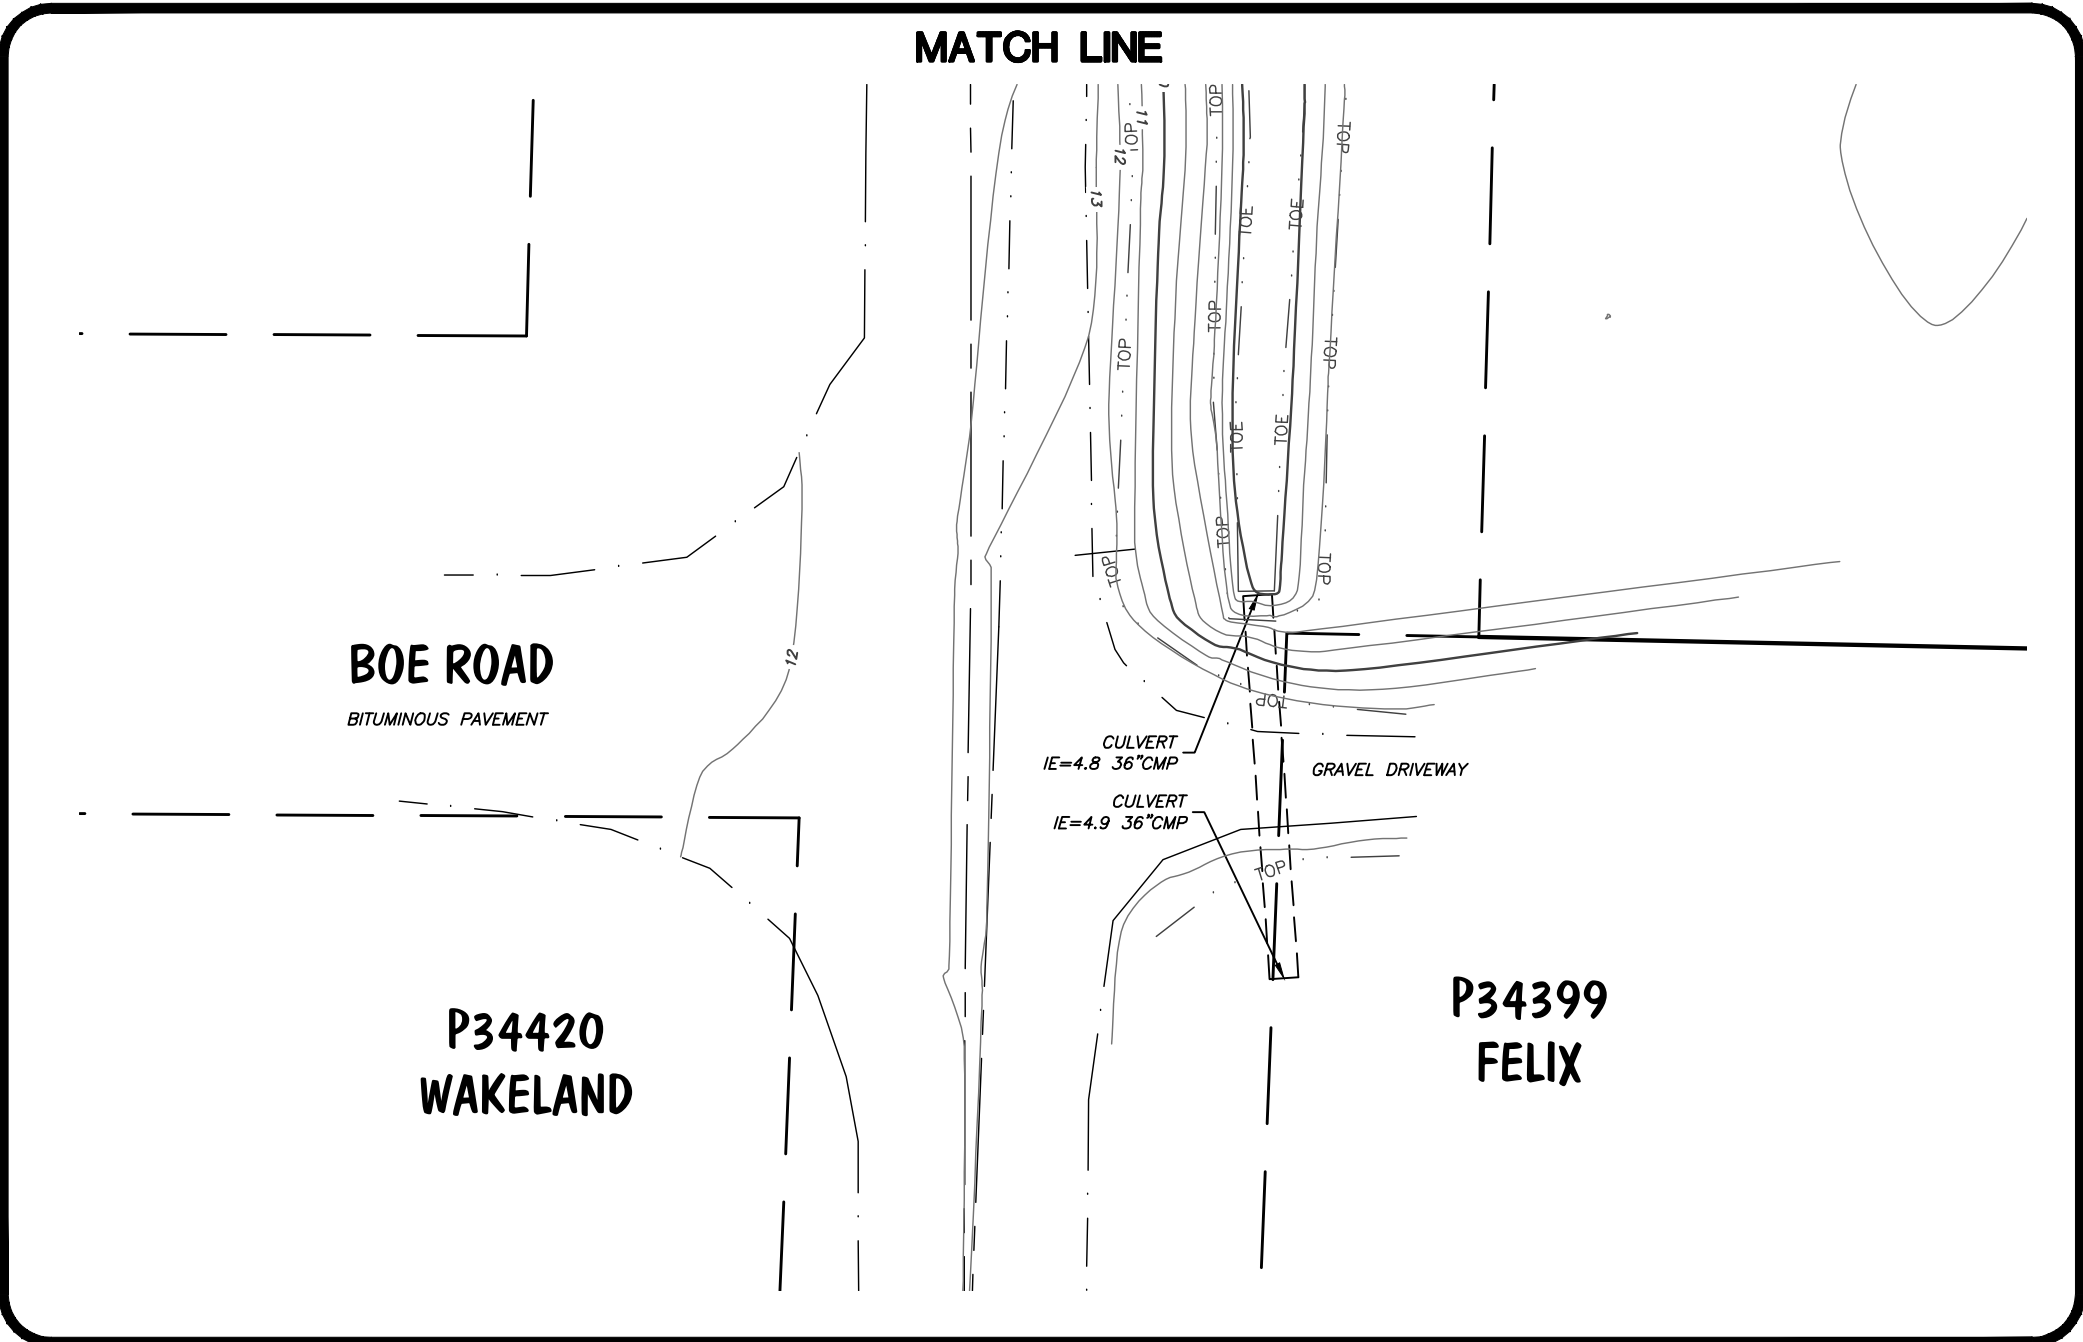 MATCH LINE
TOP
11
TOP
TOP
12
13
TOE
TOE
TOP
TOP
TOP
TOE
TOE
TOP
TOP
TOP
BOE ROAD
12
BITUMINOUS PAVEMENT
TOP
CULVERT
IE=4.8 36"CMP
GRAVEL DRIVEWAY
CULVERT
IE=4.9 36"CMP
TOP
P34399
FELIX
P34420
WAKELAND